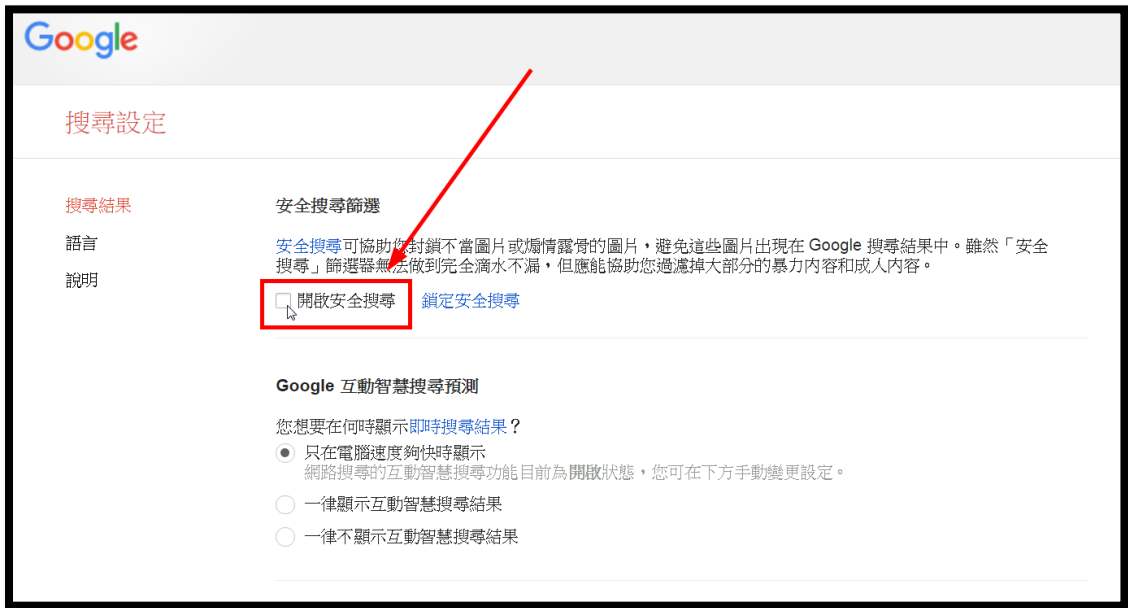 Google
搜尋設定
搜尋結果
語言
說明
安全搜尋篩選
安全搜尋可協助您封鎖不當圖片或煽情露骨的圖片，避免這些圖片出現在 Google 搜尋結果中。雖然「安全
搜尋」篩選器無法做到完全滴水不漏，但應能協助您過濾掉大部分的暴力內容和成人內容。
開啟安全搜尋 鎖定安全搜尋
Google 互動智慧搜尋預測
您想要在何時顯示即時搜尋結果？
只在電腦速度夠快時顯示
網路搜尋的互動智慧搜尋功能目前為開啟狀態，您可在下方手動變更設定。
一律顯示互動智慧搜尋結果
一律不顯示互動智慧搜尋結果